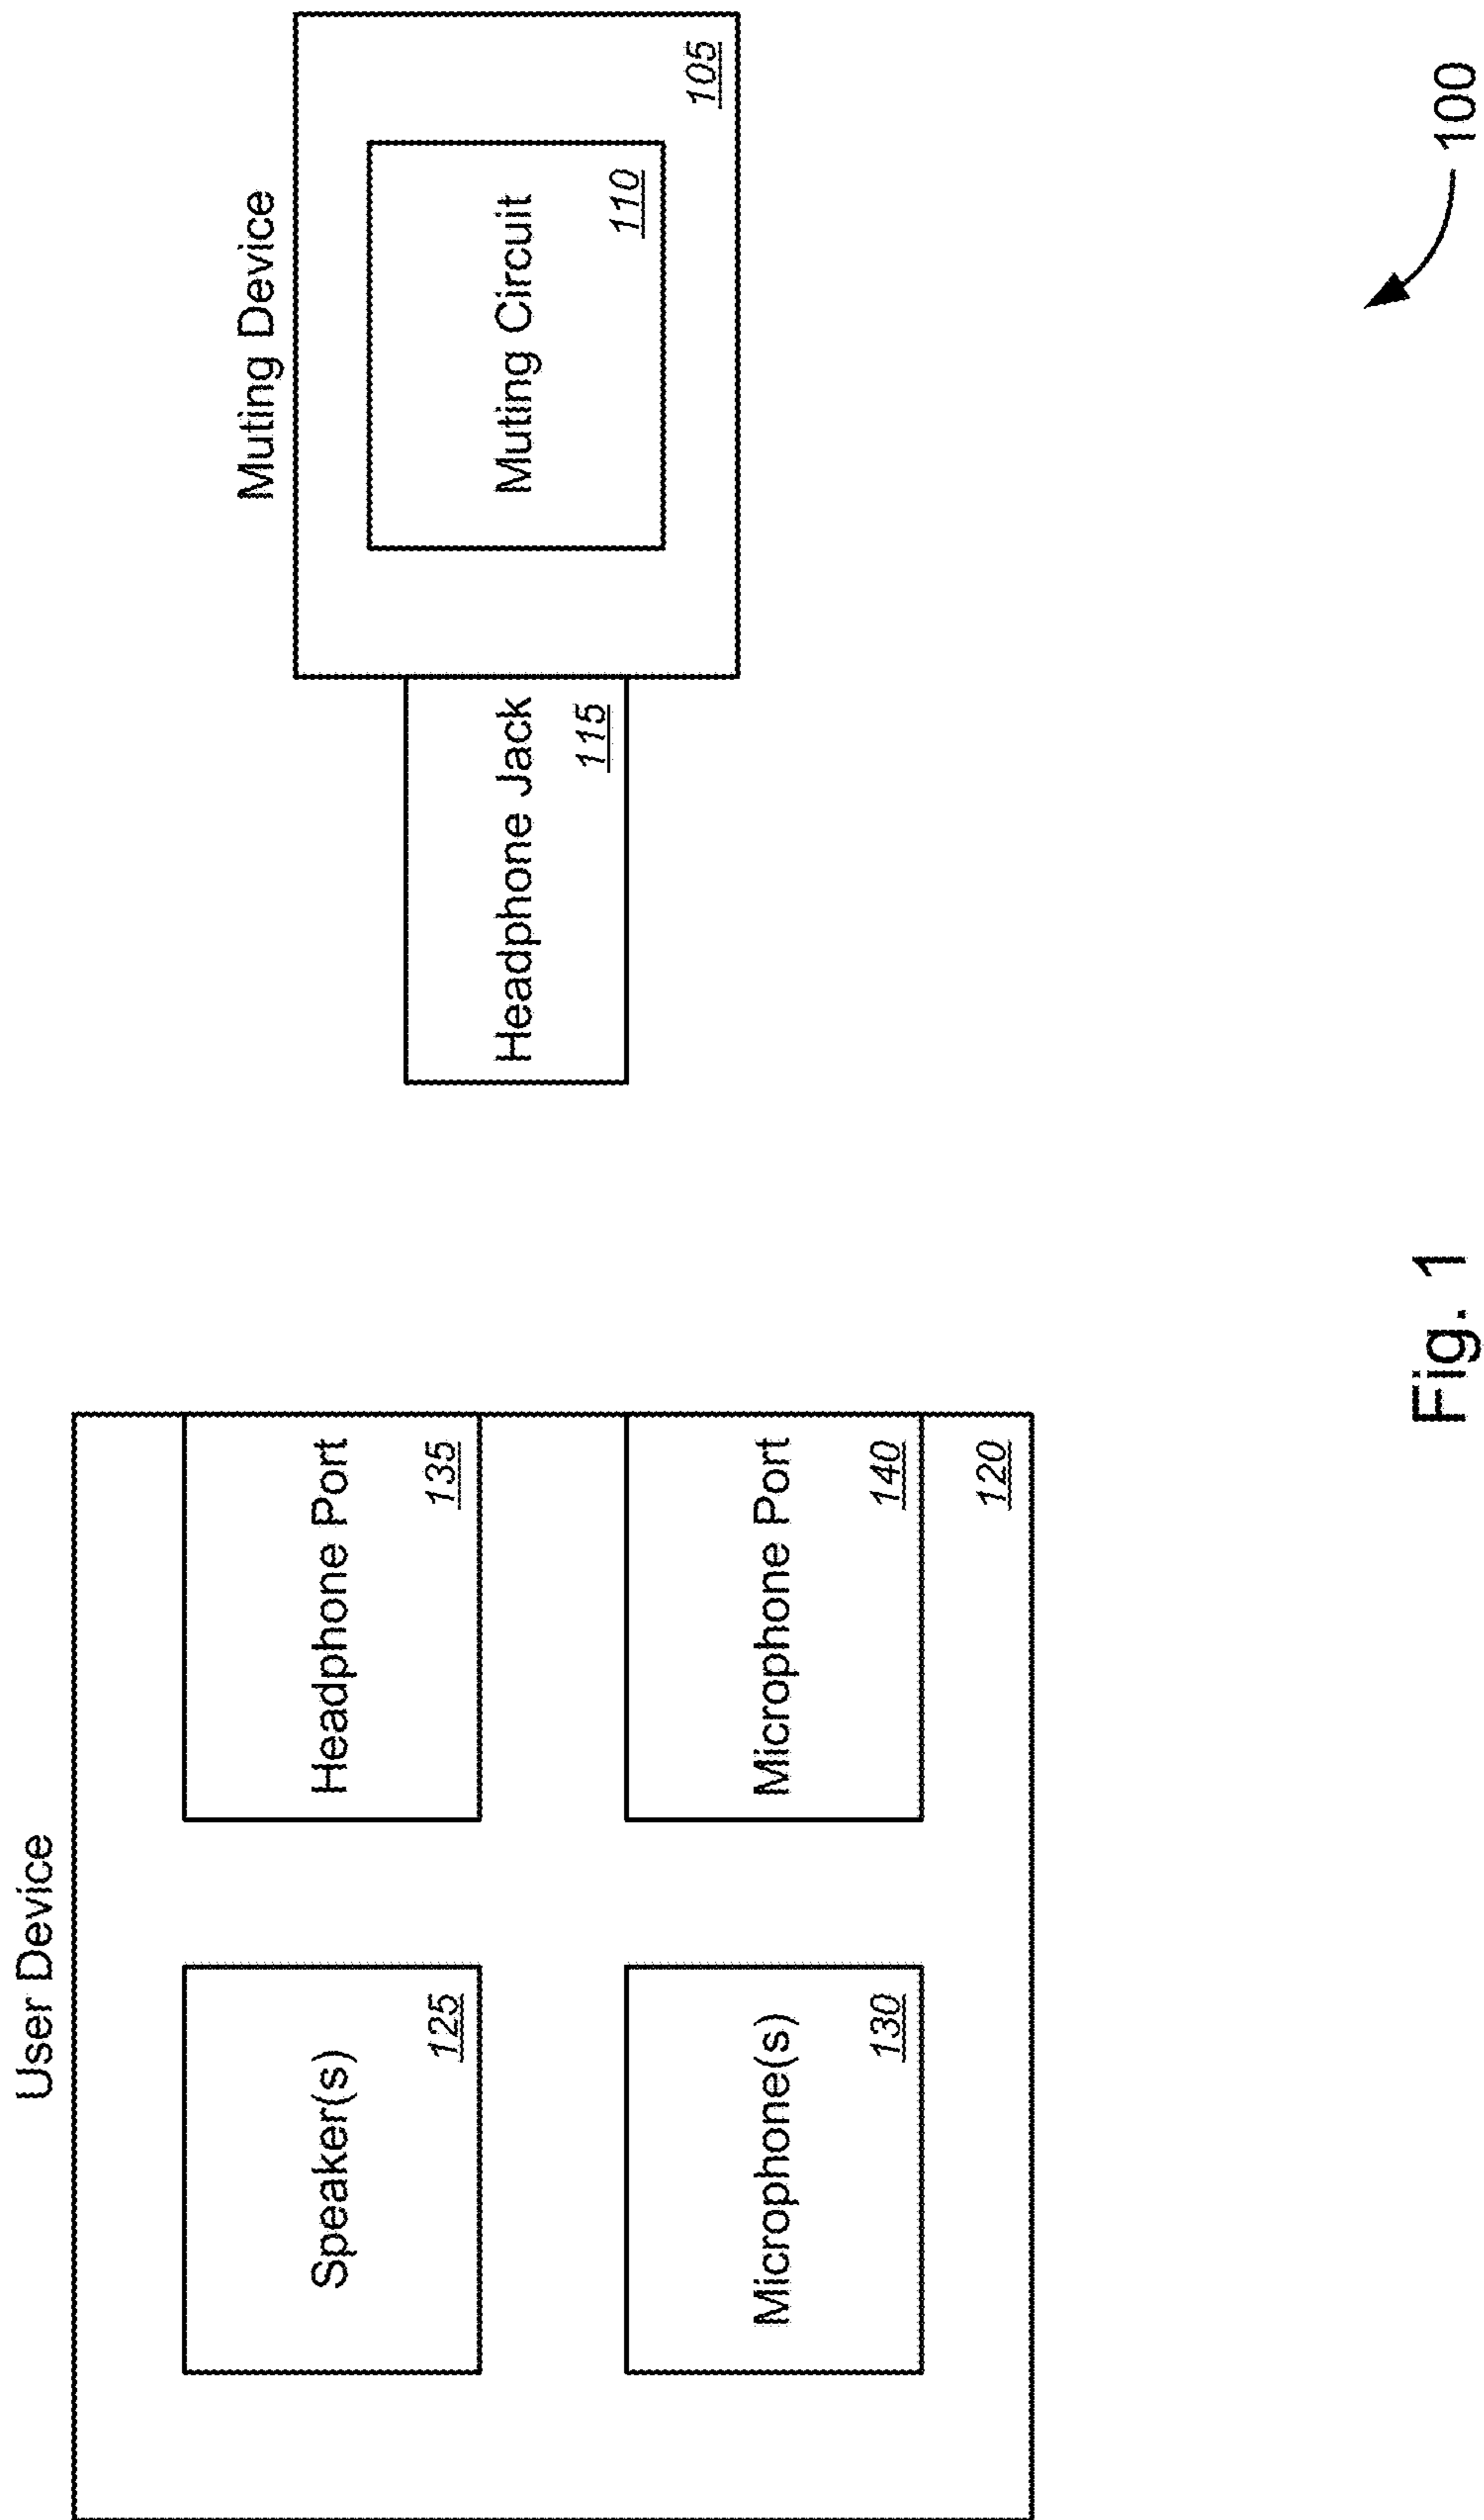 User Device
Speaker(s)
125
Headphone Port
135
Microphone(s)
130
Microphone Port
140
120
Muting Device
Muting Circuit
110
105
Headphone Jack
115
Fig. 1
100